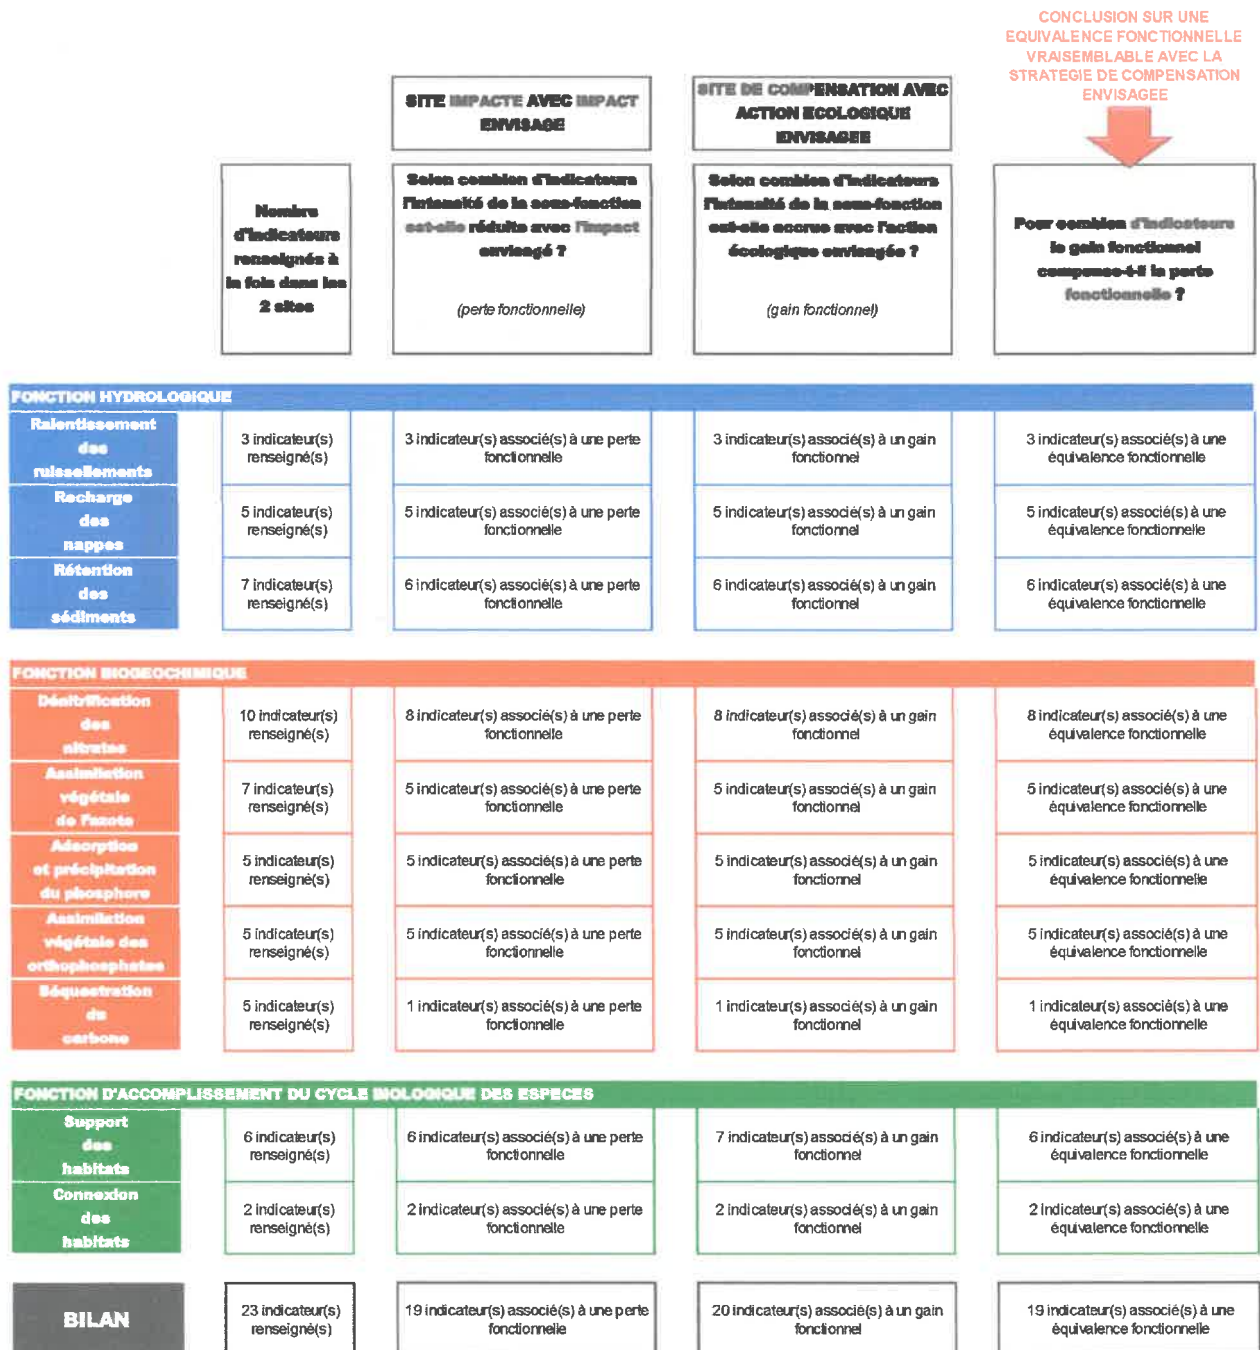 CONCLUSION SUR UNE
EQUIVALENCE FONCTIONNELLE
VRAISEMBLABLE AVEC LA
STRATEGIE DE COMPENSATION
ENVISAGEE
SITE IMPACTE AVEC IMPACT
ENVISAGE
SITE DE COMPENSATION AVEC
ACTION ECOLOGIQUE
ENVISAGEE
Nombre
d'indicateurs
renseignés à
la fois dans les
2 sites
Selon combien d'indicateurs
l'intensité de la sous-fonction
est-elle réduite avec l'impact
envisagé ?
(perte fonctionnelle)
Selon combien d'indicateurs
l'intensité de la sous-fonction
est-elle accrue avec l'action
écologique envisagée ?
(gain fonctionnel)
Pour combien d'indicateurs
le gain fonctionnel
compense-t-il la perte
fonctionnelle ?
FONCTION HYDROLOGIQUE
Ralentissement
des
ruissellements
3 indicateur(s)
renseigné(s)
3 indicateur(s) associé(s) à une perte
fonctionnelle
3 indicateur(s) associé(s) à un gain
fonctionnel
3 indicateur(s) associé(s) à une
équivalence fonctionnelle
Recharge
des
nappes
5 indicateur(s)
renseigné(s)
5 indicateur(s) associé(s) à une perte
fonctionnelle
5 indicateur(s) associé(s) à un gain
fonctionnel
5 indicateur(s) associé(s) à une
équivalence fonctionnelle
Rétention
des
sédiments
7 indicateur(s)
renseigné(s)
6 indicateur(s) associé(s) à une perte
fonctionnelle
6 indicateur(s) associé(s) à un gain
fonctionnel
6 indicateur(s) associé(s) à une
équivalence fonctionnelle
FONCTION BIOGEOCHIMIQUE
Dénitrification
des
nitrates
10 indicateur(s)
renseigné(s)
8 indicateur(s) associé(s) à une perte
fonctionnelle
8 indicateur(s) associé(s) à un gain
fonctionnel
8 indicateur(s) associé(s) à une
équivalence fonctionnelle
Assimilation
végétale
de l'azote
7 indicateur(s)
renseigné(s)
5 indicateur(s) associé(s) à une perte
fonctionnelle
5 indicateur(s) associé(s) à un gain
fonctionnel
5 indicateur(s) associé(s) à une
équivalence fonctionnelle
Adsorption
et précipitation
du phosphore
5 indicateur(s)
renseigné(s)
5 indicateur(s) associé(s) à une perte
fonctionnelle
5 indicateur(s) associé(s) à un gain
fonctionnel
5 indicateur(s) associé(s) à une
équivalence fonctionnelle
Assimilation
végétale des
orthophosphates
5 indicateur(s)
renseigné(s)
5 indicateur(s) associé(s) à une perte
fonctionnelle
5 indicateur(s) associé(s) à un gain
fonctionnel
5 indicateur(s) associé(s) à une
équivalence fonctionnelle
Séquestration
du
carbone
5 indicateur(s)
renseigné(s)
1 indicateur(s) associé(s) à une perte
fonctionnelle
1 indicateur(s) associé(s) à un gain
fonctionnel
1 indicateur(s) associé(s) à une
équivalence fonctionnelle
FONCTION D'ACCOMPLISSEMENT DU CYCLE BIOLOGIQUE DES ESPECES
Support
des
habitats
6 indicateur(s)
renseigné(s)
6 indicateur(s) associé(s) à une perte
fonctionnelle
7 indicateur(s) associé(s) à un gain
fonctionnel
6 indicateur(s) associé(s) à une
équivalence fonctionnelle
Connexion
des
habitats
2 indicateur(s)
renseigné(s)
2 indicateur(s) associé(s) à une perte
fonctionnelle
2 indicateur(s) associé(s) à un gain
fonctionnel
2 indicateur(s) associé(s) à une
équivalence fonctionnelle
BILAN
23 indicateur(s)
renseigné(s)
19 indicateur(s) associé(s) à une perte
fonctionnelle
20 indicateur(s) associé(s) à un gain
fonctionnel
19 indicateur(s) associé(s) à une
équivalence fonctionnelle